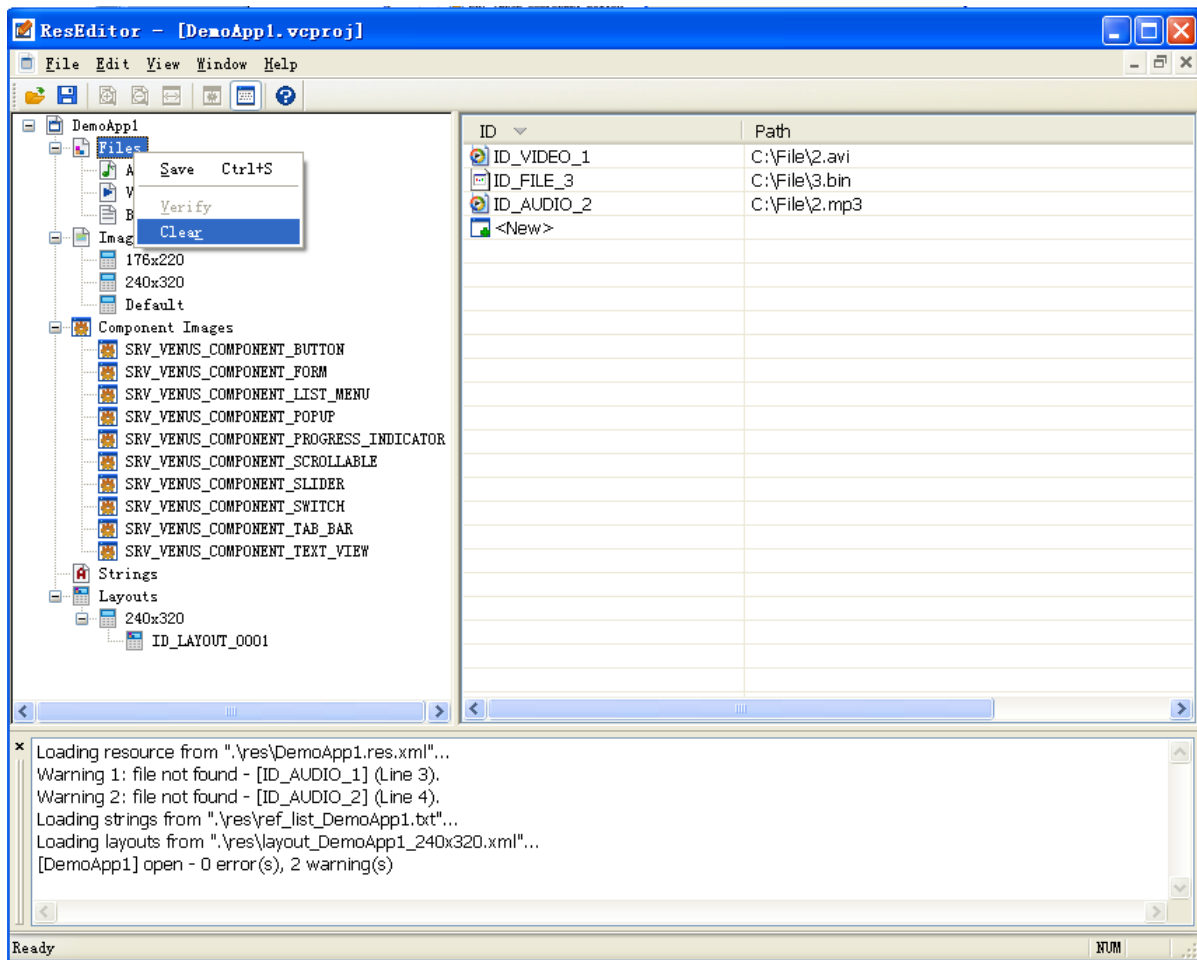 ResEditor - [DemoApp1.vcproj]
File Edit View Window Help
DemoApp1
Files
A
V
B
Save Ctrl+S
Verify
Clear
Imag
176x220
240x320
Default
Component Images
SRV_VENUS_COMPONENT_BUTTON
SRV_VENUS_COMPONENT_FORM
SRV_VENUS_COMPONENT_LIST_MENU
SRV_VENUS_COMPONENT_POPUP
SRV_VENUS_COMPONENT_PROGRESS_INDICATOR
SRV_VENUS_COMPONENT_SCROLLABLE
SRV_VENUS_COMPONENT_SLIDER
SRV_VENUS_COMPONENT_SWITCH
SRV_VENUS_COMPONENT_TAB_BAR
SRV_VENUS_COMPONENT_TEXT_VIEW
Strings
Layouts
240x320
ID_LAYOUT_0001
ID Path
ID_VIDEO_1 C:\File\2.avi
ID_FILE_3 C:\File\3.bin
ID_AUDIO_2 C:\File\2.mp3
<New>
Loading resource from ".\res\DemoApp1.res.xml"...
Warning 1: file not found - [ID_AUDIO_1] (Line 3).
Warning 2: file not found - [ID_AUDIO_2] (Line 4).
Loading strings from ".\res\ref_list_DemoApp1.txt"...
Loading layouts from ".\res\layout_DemoApp1_240x320.xml"...
[DemoApp1] open - 0 error(s), 2 warning(s)
Ready NUM